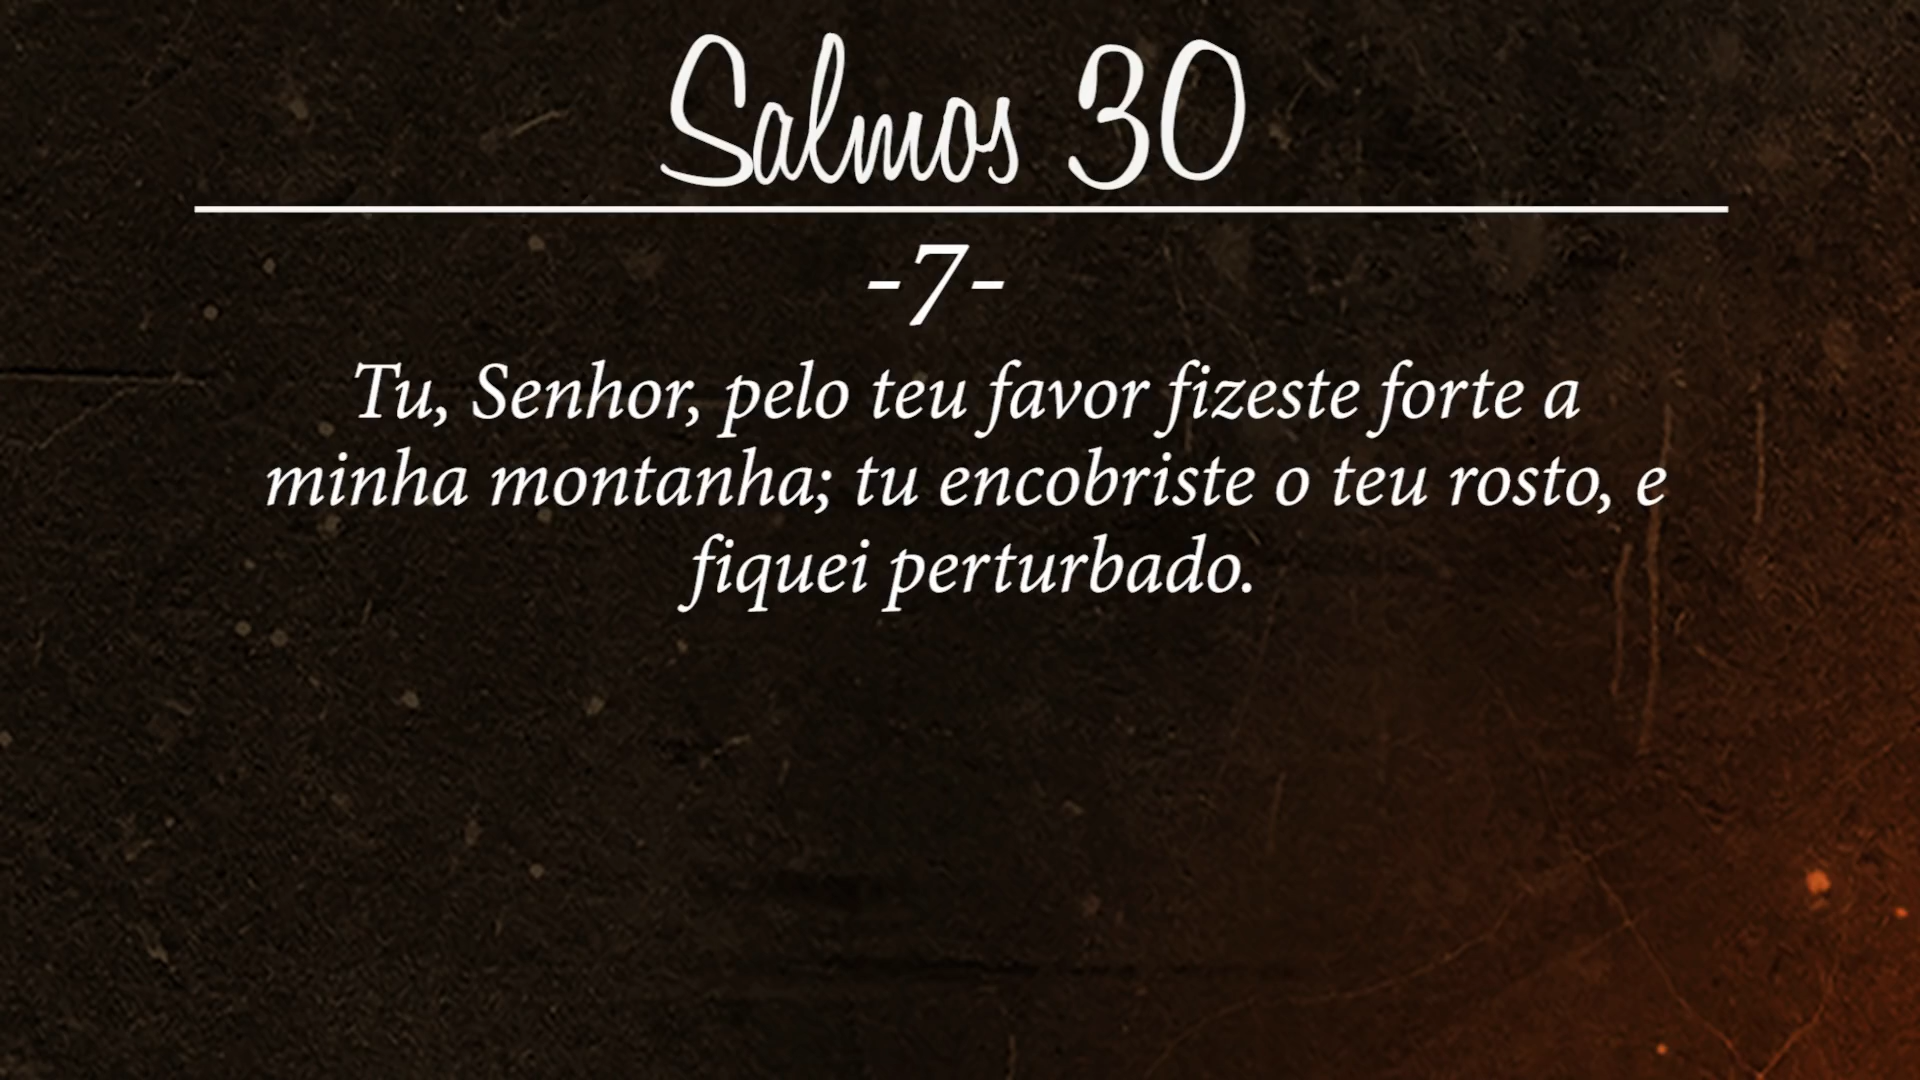 Salmos 30
-7-
Tu, Senhor, pelo teu favor fizeste forte a
minha montanha; tu encobriste o teu rosto, e
fiquei perturbado.